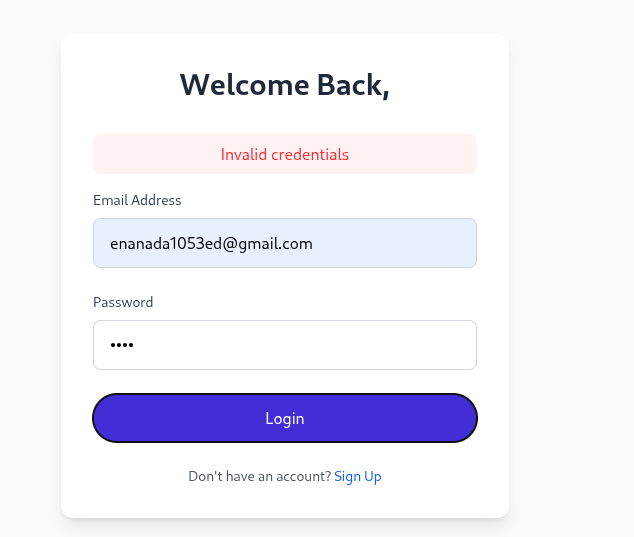 Welcome Back,
Invalid credentials
Email Address
enanada1053ed@gmail.com
Password
••••
Login
Don't have an account? Sign Up